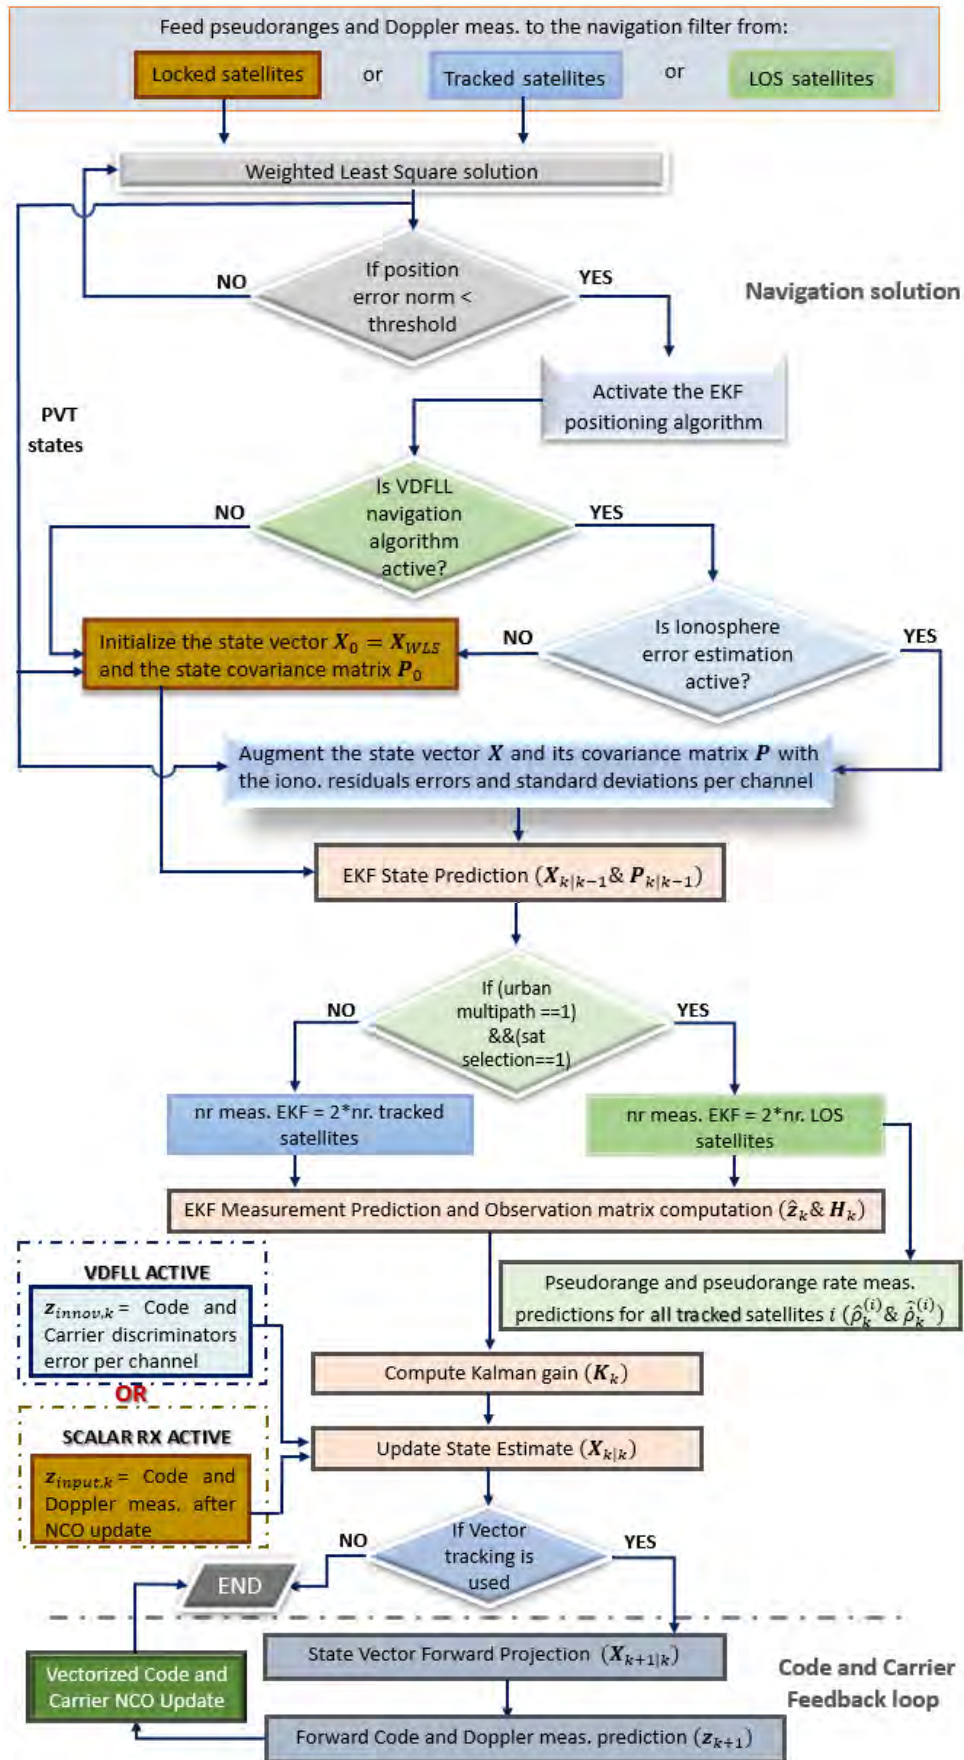 Feed pseudoranges and Doppler meas. to the navigation filter from:
Locked satellites or Tracked satellites or LOS satellites
Weighted Least Square solution
If position
error norm <
threshold
NO
YES
Navigation solution
Activate the EKF
positioning algorithm
PVT
states
Is VDFLL
navigation
algorithm
active?
NO
YES
Initialize the state vector X₀ = X_WLS
and the state covariance matrix P₀
Is Ionosphere
error estimation
active?
NO
YES
Augment the state vector X and its covariance matrix P with
the iono. residuals errors and standard deviations per channel
EKF State Prediction (X_{k|k−1} & P_{k|k−1})
If (urban
multipath ==1)
&&(sat
selection==1)
NO
YES
nr meas. EKF = 2*nr. tracked
satellites
nr meas. EKF = 2*nr. LOS
satellites
EKF Measurement Prediction and Observation matrix computation (ẑ_k & H_k)
Pseudorange and pseudorange rate meas.
predictions for all tracked satellites i (ρ̂_k^{(i)} & ρ̂̇_k^{(i)})
VDFLL ACTIVE
z_{innov,k} = Code and
Carrier discriminators
error per channel
OR
SCALAR RX ACTIVE
z_{input,k} = Code and
Doppler meas. after
NCO update
Compute Kalman gain (K_k)
Update State Estimate (X_{k|k})
If Vector
tracking is
used
NO
YES
END
State Vector Forward Projection (X_{k+1|k})
Vectorized Code and
Carrier NCO Update
Forward Code and Doppler meas. prediction (z_{k+1})
Code and Carrier
Feedback loop